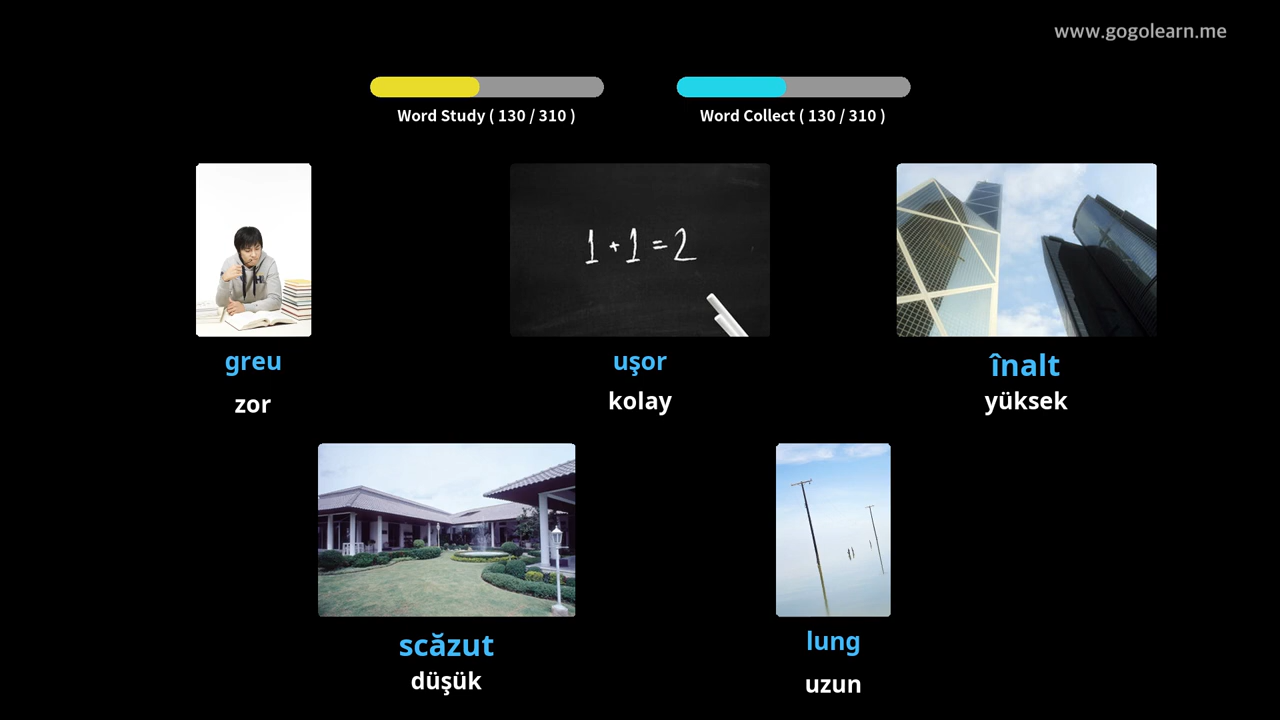 www.gogolearn.me
Word Study ( 130 / 310 )
Word Collect ( 130 / 310 )
1 + 1 = 2
greu
zor
uşor
kolay
înalt
yüksek
scăzut
düşük
lung
uzun